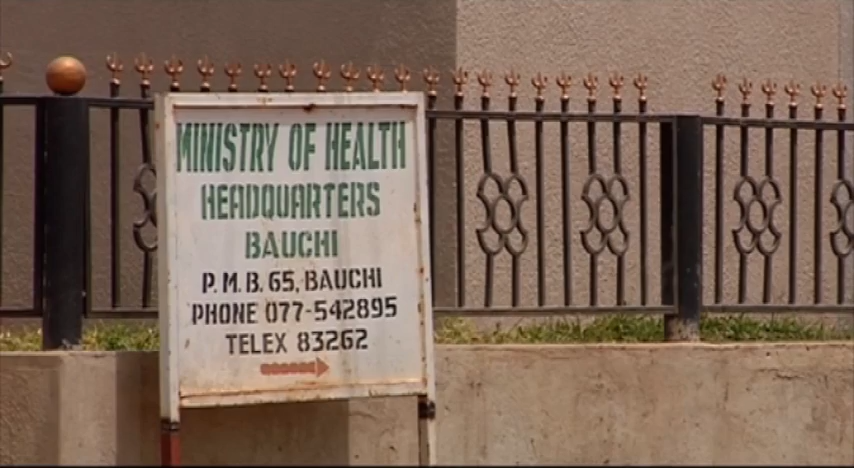 MINISTRY OF HEALTH
HEADQUARTERS
BAUCHI
P.M.B. 65, BAUCHI
PHONE 077-542895
TELEX 83262